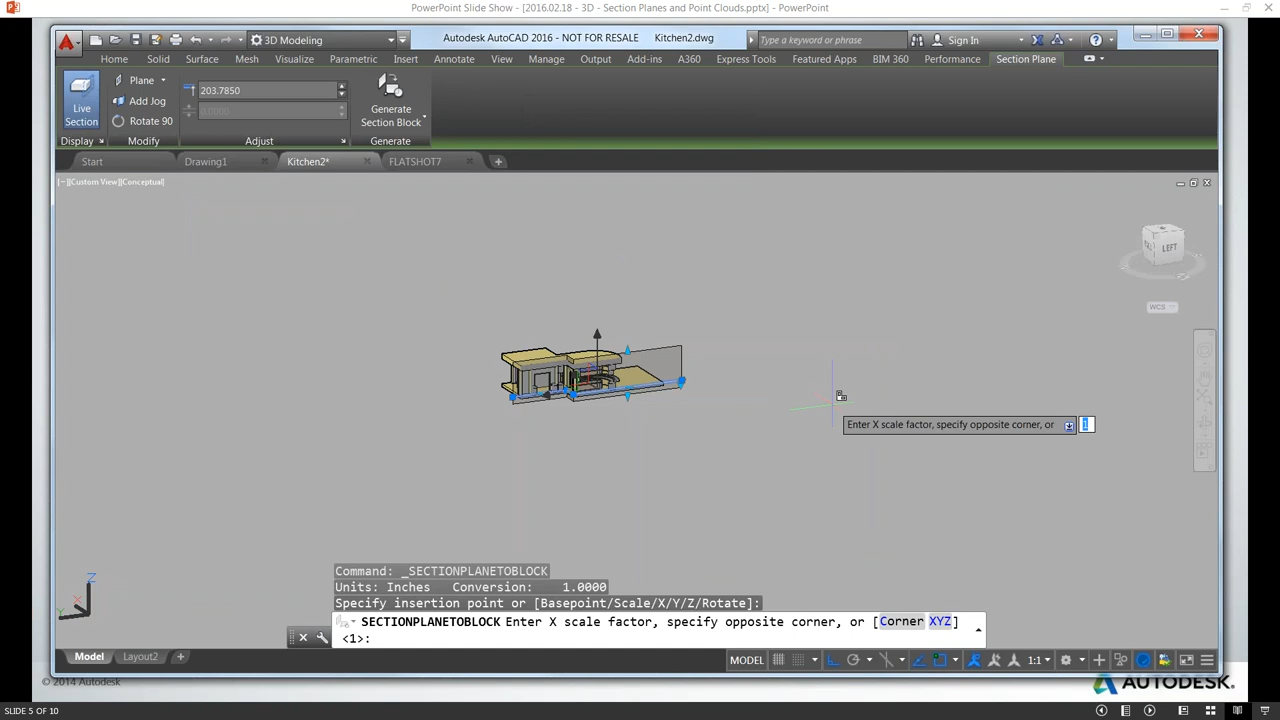 PowerPoint Slide Show - [2016.02.18 - 3D - Section Planes and Point Clouds.pptx] - PowerPoint
3D Modeling
Autodesk AutoCAD 2016 - NOT FOR RESALE Kitchen2.dwg
Type a keyword or phrase
Sign In
Home Solid Surface Mesh Visualize Parametric Insert Annotate View Manage Output Add-ins A360 Express Tools Featured Apps BIM 360 Performance Section Plane
Live
Section
Plane
Add Jog
Rotate 90
203.7850
0.0000
Generate
Section Block
Display Modify Adjust Generate
Start Drawing1 Kitchen2* FLATSHOT7
[−][Custom View][Conceptual]
LEFT
WCS
Enter X scale factor, specify opposite corner, or 1
Command: _SECTIONPLANETOBLOCK
Units: Inches Conversion: 1.0000
Specify insertion point or [Basepoint/Scale/X/Y/Z/Rotate]:
SECTIONPLANETOBLOCK Enter X scale factor, specify opposite corner, or [Corner XYZ]
<1>:
Z
X
Y
Model Layout2
MODEL 1:1
© 2014 Autodesk
AUTODESK.
SLIDE 5 OF 10